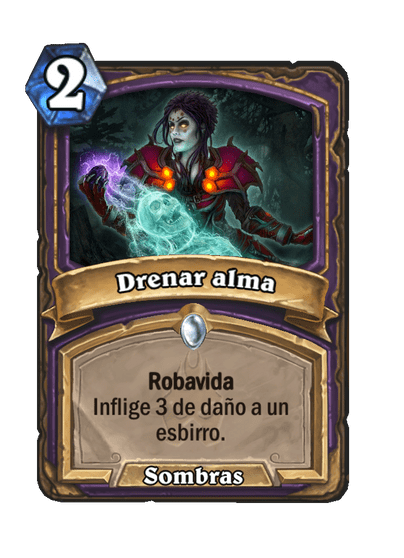 2
Drenar alma
Robavida
Inflige 3 de daño a un
esbirro.
Sombras